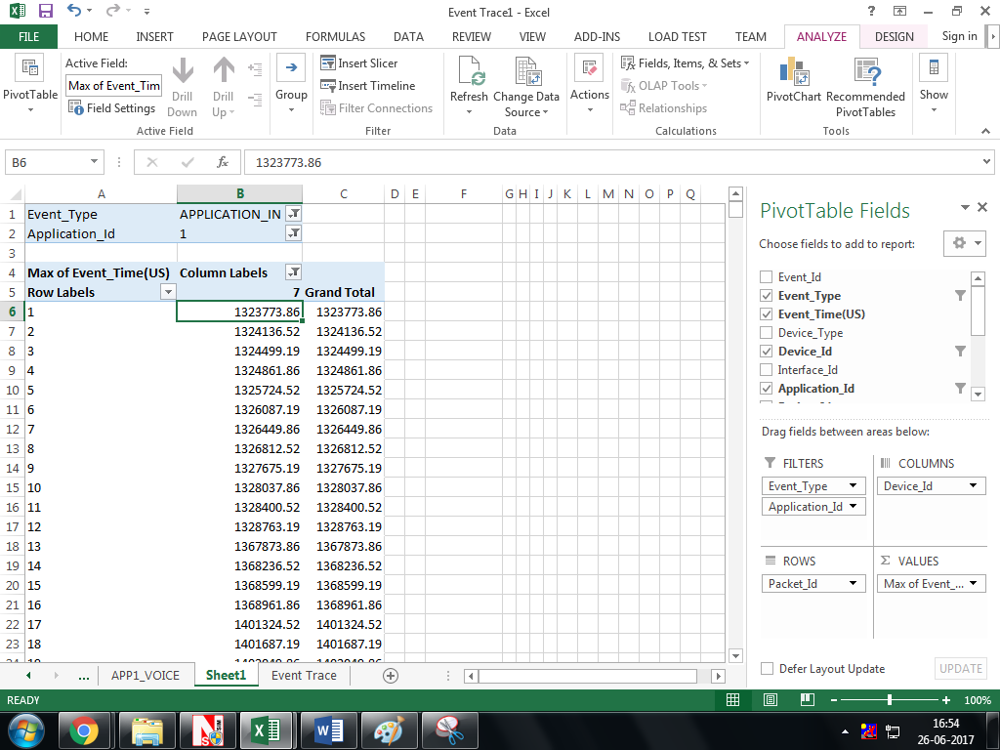 Event Trace1 - Excel
FILE HOME INSERT PAGE LAYOUT FORMULAS DATA REVIEW VIEW ADD-INS LOAD TEST TEAM ANALYZE DESIGN Sign in
PivotTable
Active Field:
Max of Event_Tim
Field Settings
Drill Down
Drill Up
Active Field
Group
Insert Slicer
Insert Timeline
Filter Connections
Filter
Refresh
Change Data Source
Data
Actions
Fields, Items, & Sets
OLAP Tools
Relationships
Calculations
PivotChart
Recommended PivotTables
Tools
Show
B6 fx 1323773.86
A B C D E F G H I J K L M N O P Q
1 Event_Type APPLICATION_IN
2 Application_Id 1
3
4 Max of Event_Time(US) Column Labels
5 Row Labels 7 Grand Total
6 1 1323773.86 1323773.86
7 2 1324136.52 1324136.52
8 3 1324499.19 1324499.19
9 4 1324861.86 1324861.86
10 5 1325724.52 1325724.52
11 6 1326087.19 1326087.19
12 7 1326449.86 1326449.86
13 8 1326812.52 1326812.52
14 9 1327675.19 1327675.19
15 10 1328037.86 1328037.86
16 11 1328400.52 1328400.52
17 12 1328763.19 1328763.19
18 13 1367873.86 1367873.86
19 14 1368236.52 1368236.52
20 15 1368599.19 1368599.19
21 16 1368961.86 1368961.86
22 17 1401324.52 1401324.52
23 18 1401687.19 1401687.19
PivotTable Fields
Choose fields to add to report:
Event_Id
Event_Type
Event_Time(US)
Device_Type
Device_Id
Interface_Id
Application_Id
Drag fields between areas below:
FILTERS
Event_Type
Application_Id
COLUMNS
Device_Id
ROWS
Packet_Id
Σ VALUES
Max of Event_...
Defer Layout Update UPDATE
... APP1_VOICE Sheet1 Event Trace
READY 100%
16:54
26-06-2017